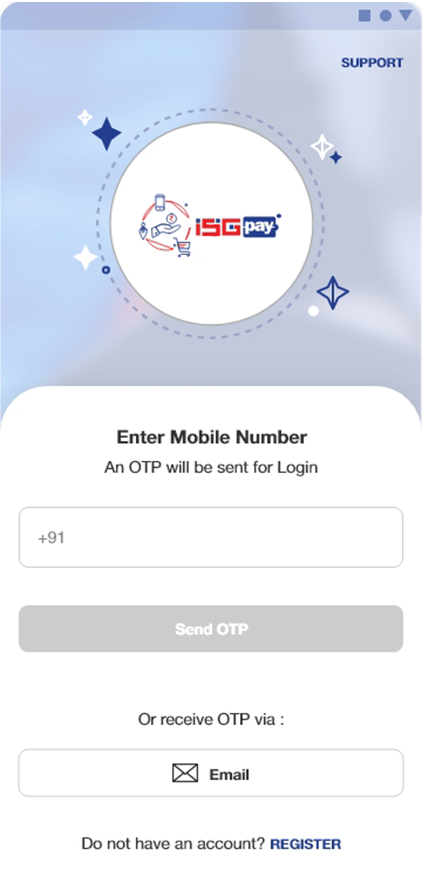 SUPPORT
iSG pay
Enter Mobile Number
An OTP will be sent for Login
+91
Send OTP
Or receive OTP via :
Email
Do not have an account? REGISTER